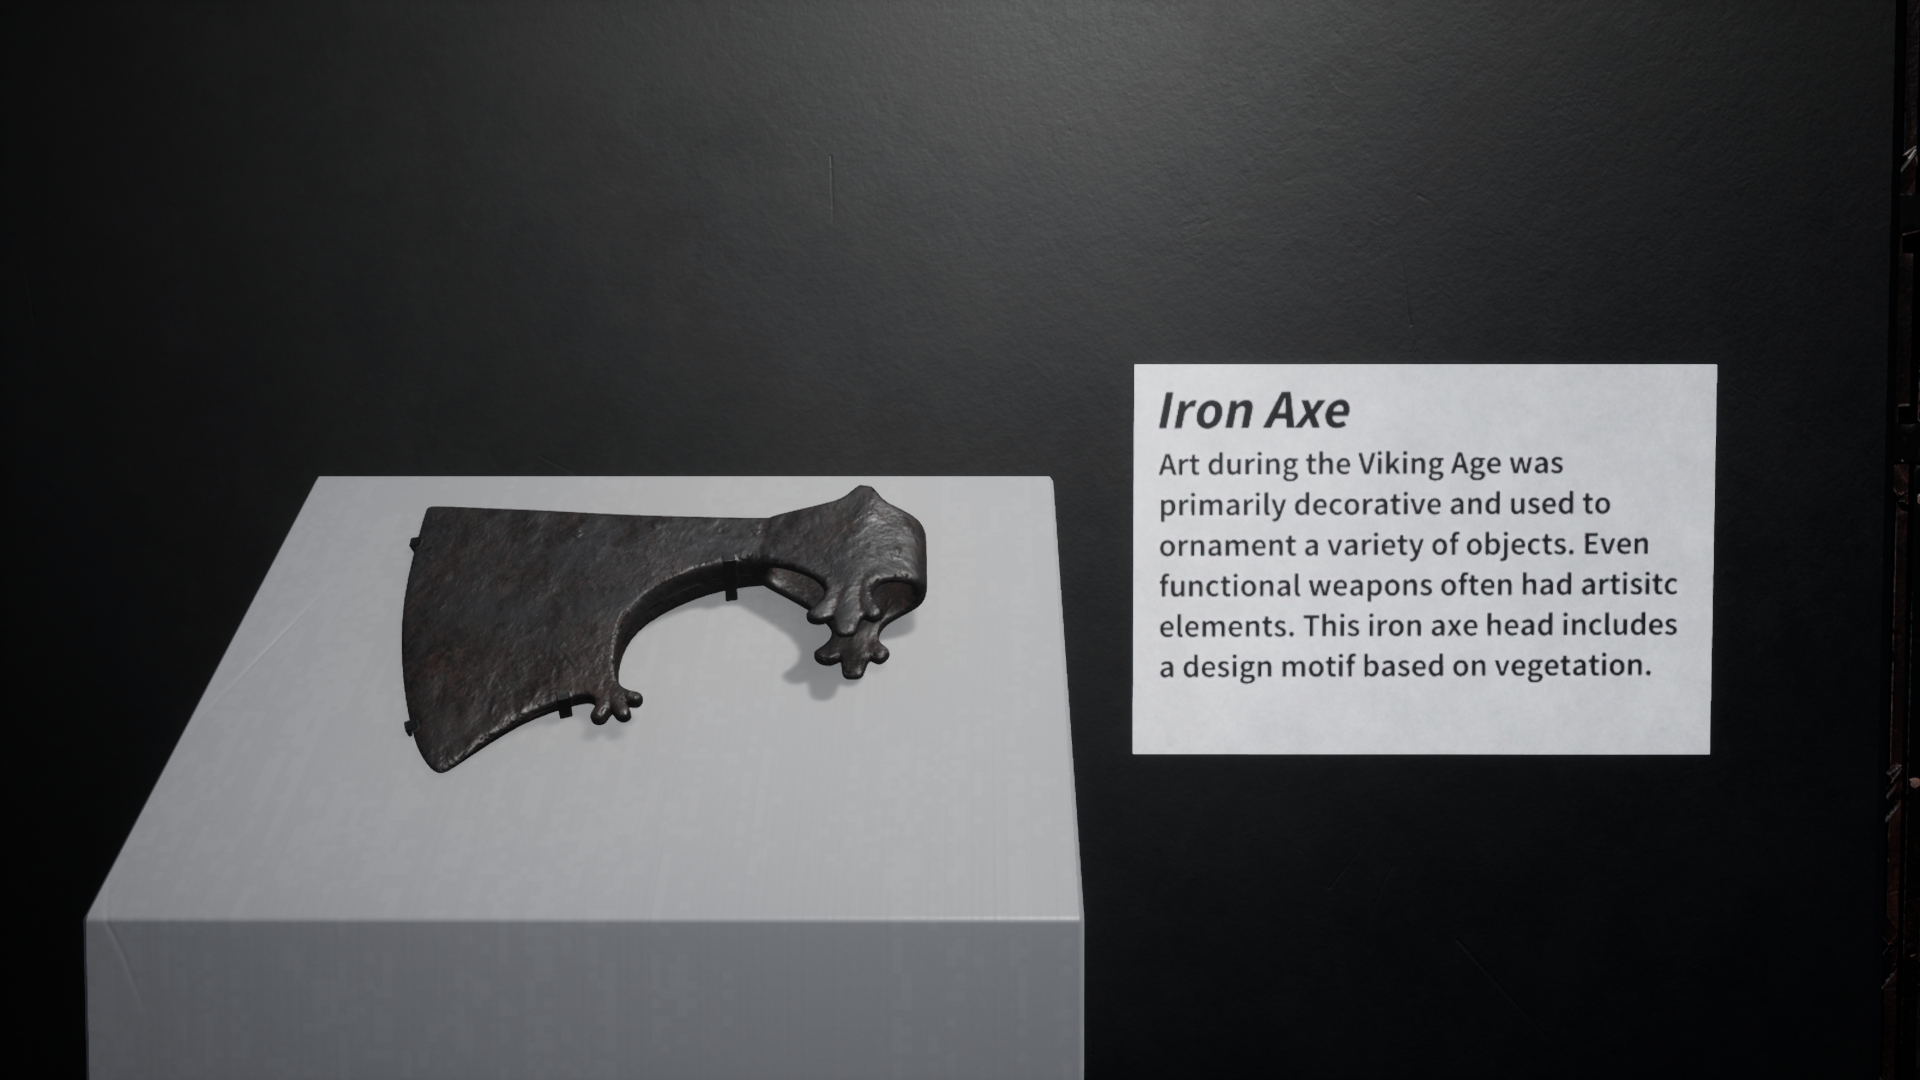 Iron Axe
Art during the Viking Age was
primarily decorative and used to
ornament a variety of objects. Even
functional weapons often had artisitc
elements. This iron axe head includes
a design motif based on vegetation.